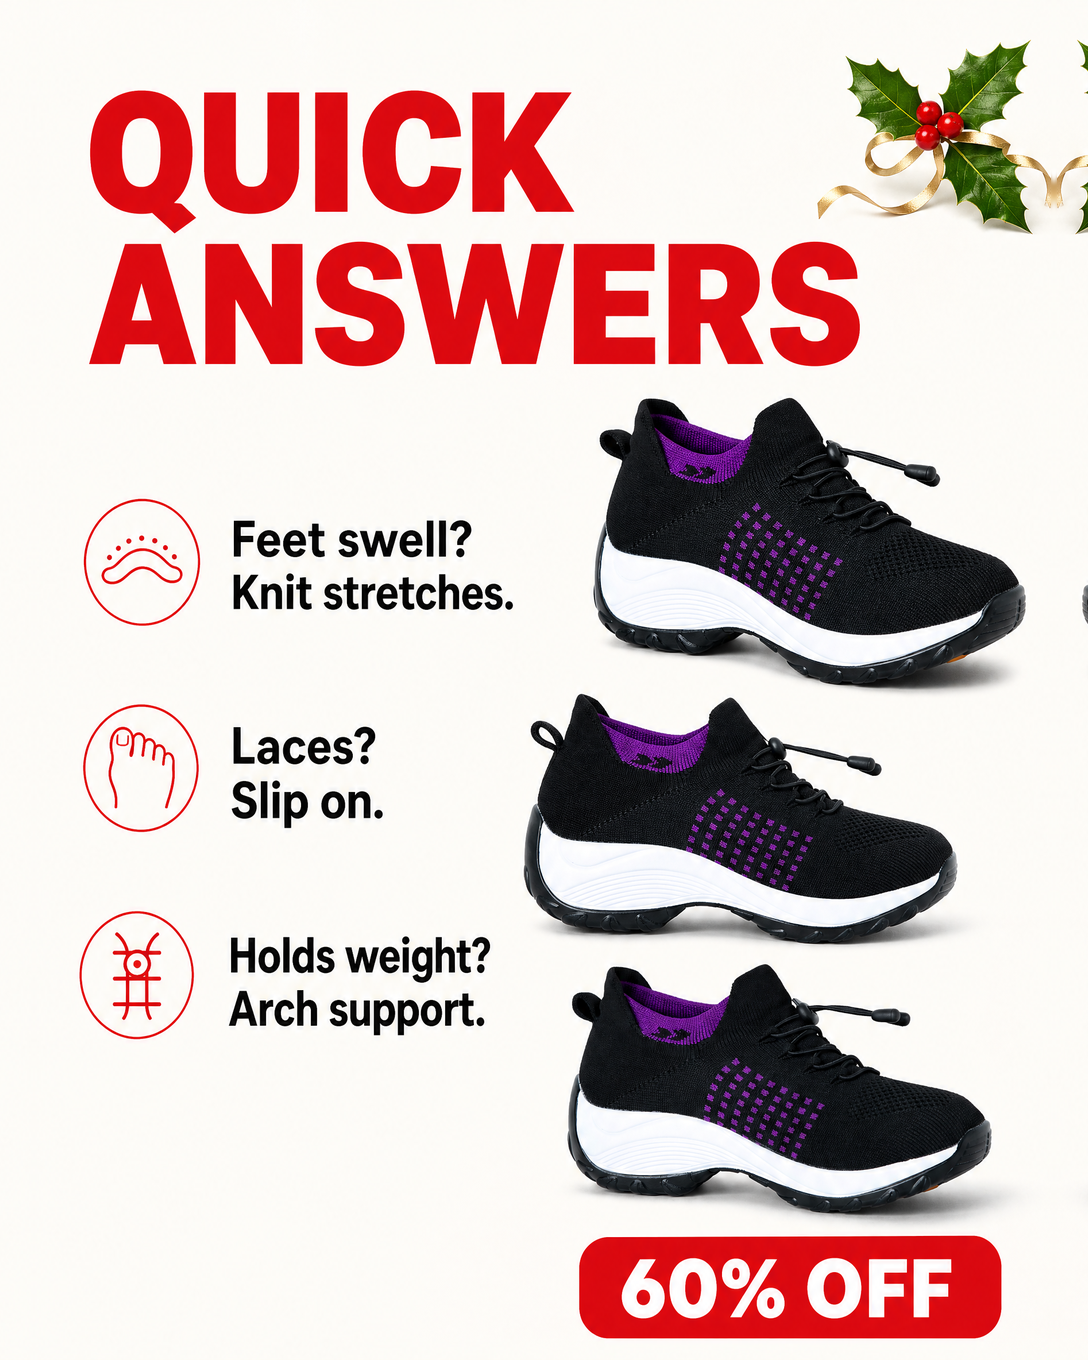 QUICK
ANSWERS
Feet swell?
Knit stretches.
Laces?
Slip on.
Holds weight?
Arch support.
60% OFF